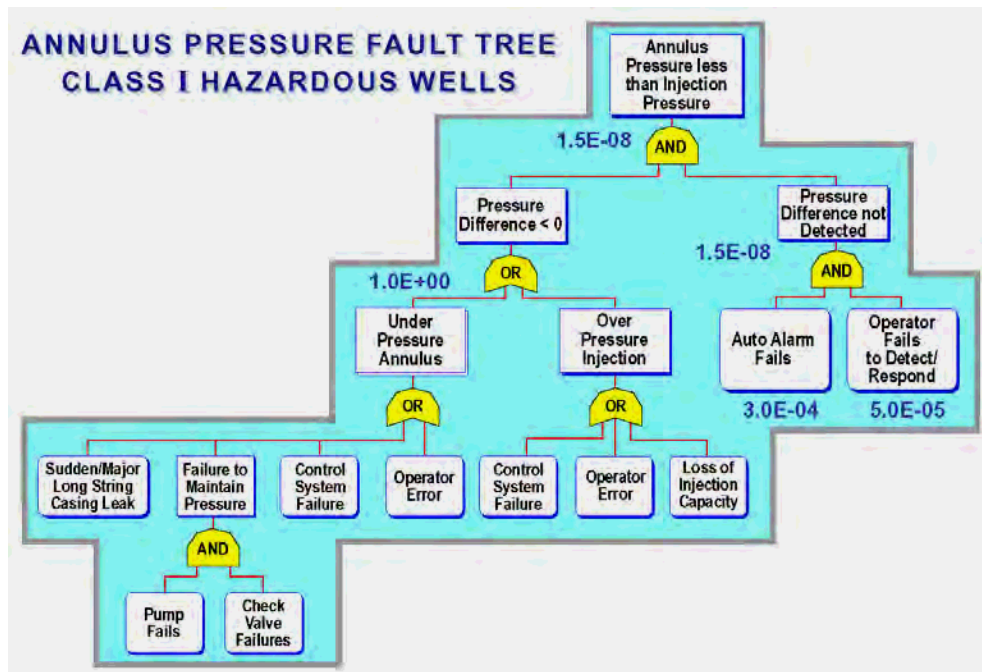 ANNULUS PRESSURE FAULT TREE
CLASS I HAZARDOUS WELLS
Annulus
Pressure less
than Injection
Pressure
1.5E-08
AND
Pressure
Difference < 0
Pressure
Difference not
Detected
1.0E+00
OR
1.5E-08
AND
Under
Pressure
Annulus
Over
Pressure
Injection
Auto Alarm
Fails
Operator
Fails
to Detect/
Respond
3.0E-04
5.0E-05
OR
OR
Sudden/Major
Long String
Casing Leak
Failure to
Maintain
Pressure
Control
System
Failure
Operator
Error
Control
System
Failure
Operator
Error
Loss of
Injection
Capacity
AND
Pump
Fails
Check
Valve
Failures